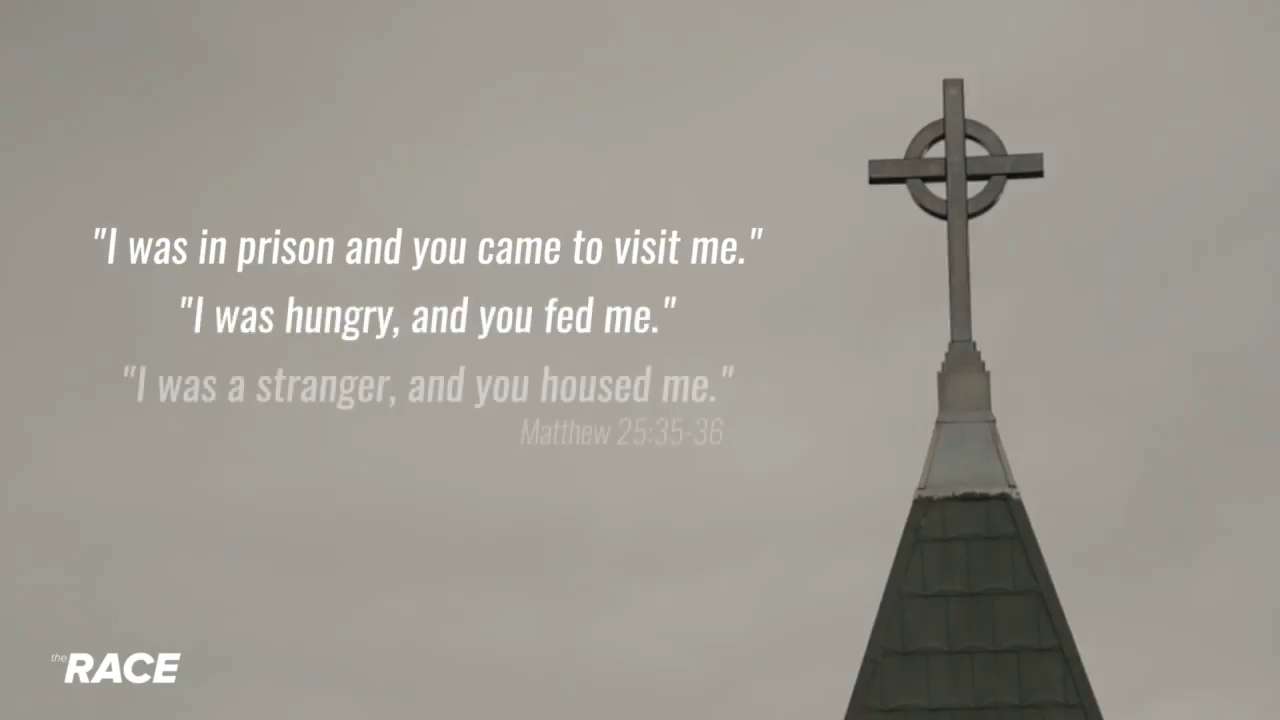 "I was in prison and you came to visit me."
"I was hungry, and you fed me."
"I was a stranger, and you housed me."
Matthew 25:35-36
the RACE